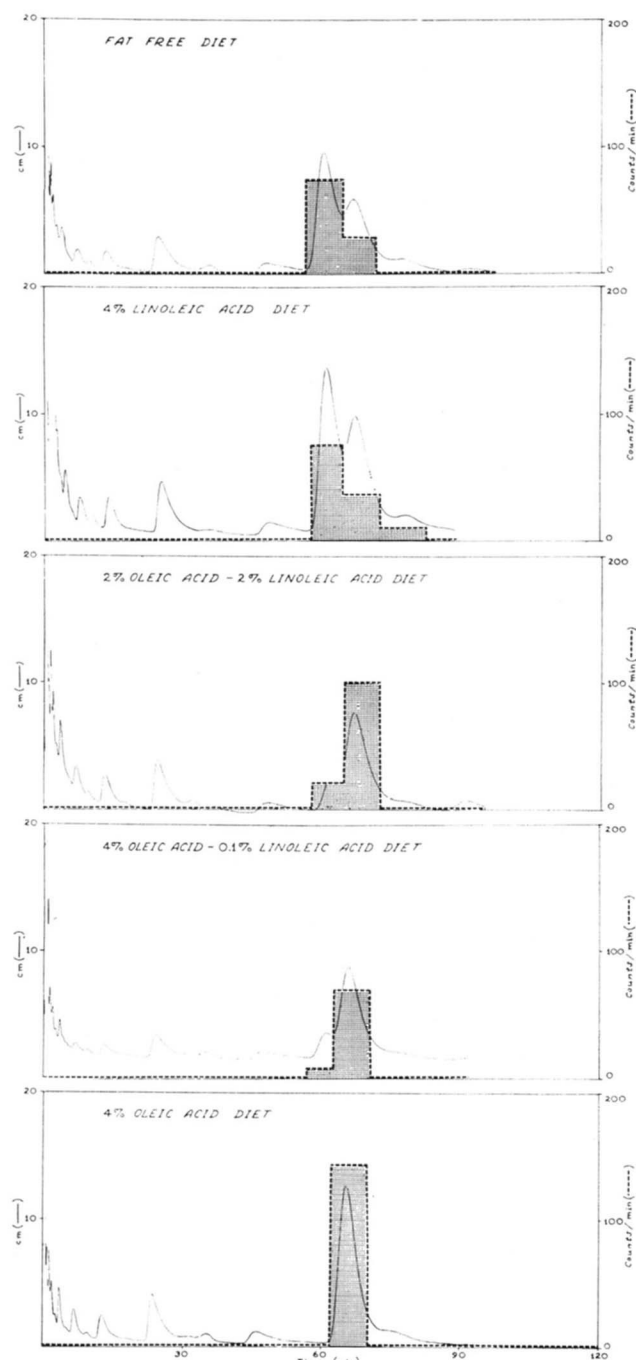 20
200
FAT FREE DIET
cm (—)
10
100
Counts/min (----)
0
20
200
4% LINOLEIC ACID DIET
cm (—)
10
100
Counts/min (----)
0
20
200
2% OLEIC ACID - 2% LINOLEIC ACID DIET
cm (—)
10
100
Counts/min (----)
0
20
200
4% OLEIC ACID - 0.1% LINOLEIC ACID DIET
cm (—)
10
100
Counts/min (----)
0
20
200
4% OLEIC ACID DIET
cm (—)
10
100
Counts/min (----)
0
30
60
90
120